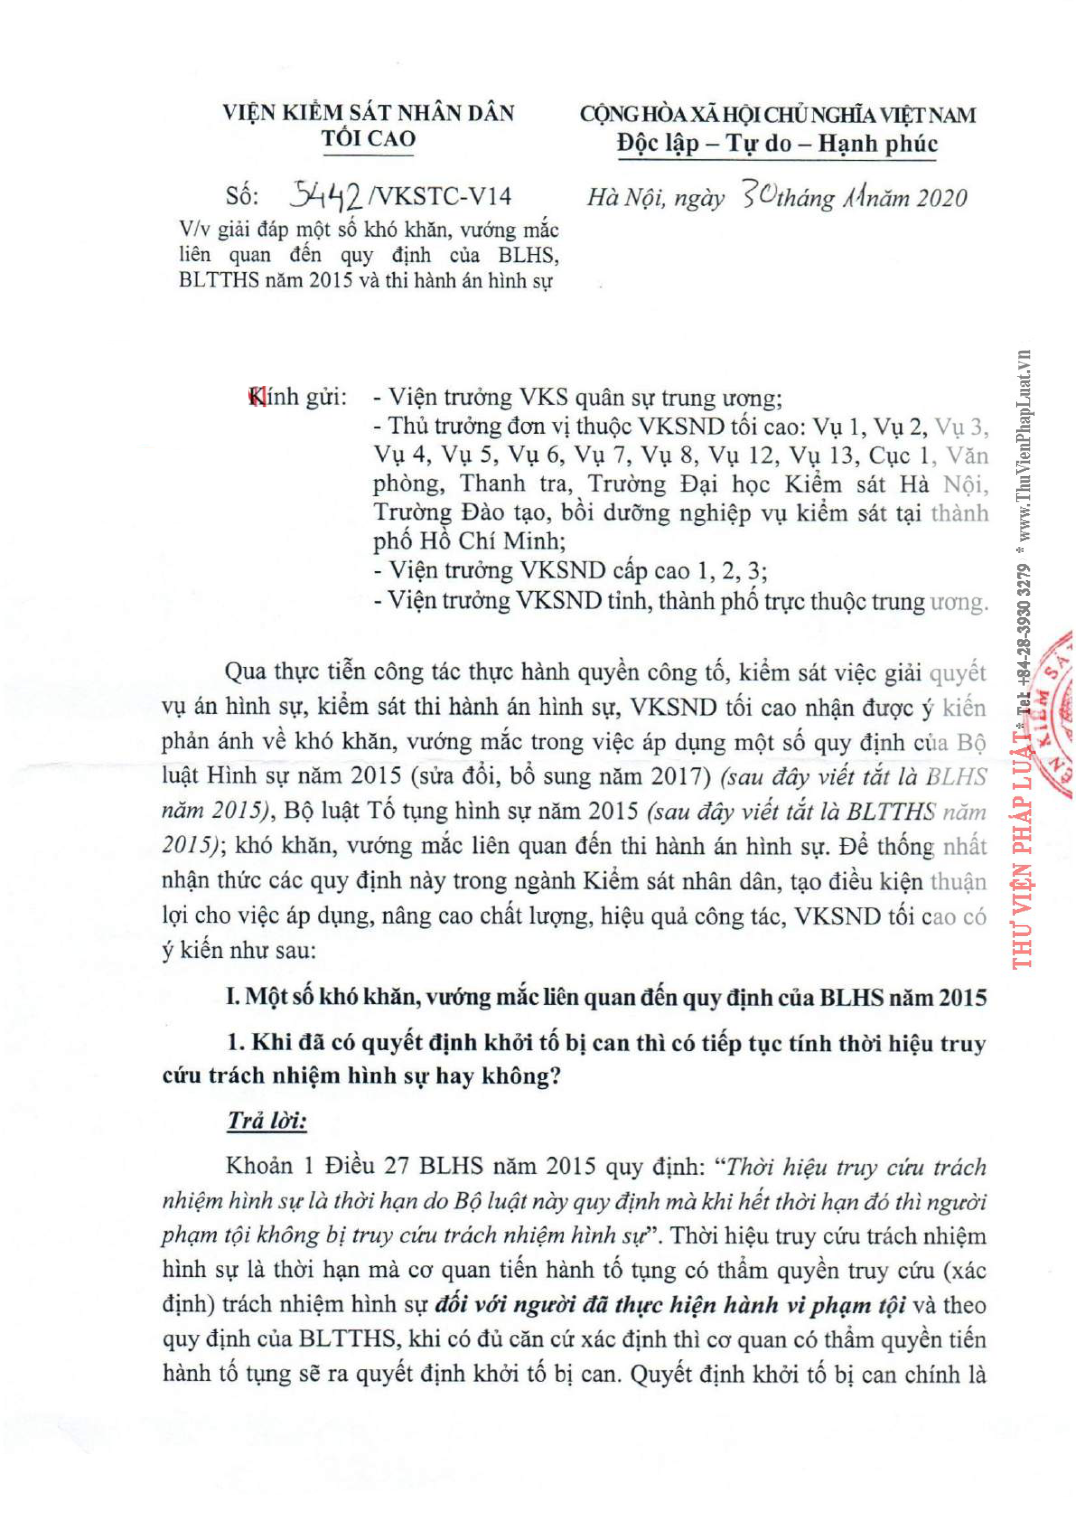 VIỆN KIỂM SÁT NHÂN DÂN
TỐI CAO
CỘNG HÒA XÃ HỘI CHỦ NGHĨA VIỆT NAM
Độc lập – Tự do – Hạnh phúc
Số: 5442/VKSTC-V14
Hà Nội, ngày 30 tháng 11 năm 2020
V/v giải đáp một số khó khăn, vướng mắc
liên quan đến quy định của BLHS,
BLTTHS năm 2015 và thi hành án hình sự
Kính gửi: - Viện trưởng VKS quân sự trung ương;
- Thủ trưởng đơn vị thuộc VKSND tối cao: Vụ 1, Vụ 2, Vụ 3,
Vụ 4, Vụ 5, Vụ 6, Vụ 7, Vụ 8, Vụ 12, Vụ 13, Cục 1, Văn
phòng, Thanh tra, Trường Đại học Kiểm sát Hà Nội,
Trường Đào tạo, bồi dưỡng nghiệp vụ kiểm sát tại thành
phố Hồ Chí Minh;
- Viện trưởng VKSND cấp cao 1, 2, 3;
- Viện trưởng VKSND tỉnh, thành phố trực thuộc trung ương.
Qua thực tiễn công tác thực hành quyền công tố, kiểm sát việc giải quyết
vụ án hình sự, kiểm sát thi hành án hình sự, VKSND tối cao nhận được ý kiến
phản ánh về khó khăn, vướng mắc trong việc áp dụng một số quy định của Bộ
luật Hình sự năm 2015 (sửa đổi, bổ sung năm 2017) (sau đây viết tắt là BLHS
năm 2015), Bộ luật Tố tụng hình sự năm 2015 (sau đây viết tắt là BLTTHS năm
2015); khó khăn, vướng mắc liên quan đến thi hành án hình sự. Để thống nhất
nhận thức các quy định này trong ngành Kiểm sát nhân dân, tạo điều kiện thuận
lợi cho việc áp dụng, nâng cao chất lượng, hiệu quả công tác, VKSND tối cao có
ý kiến như sau:
I. Một số khó khăn, vướng mắc liên quan đến quy định của BLHS năm 2015
1. Khi đã có quyết định khởi tố bị can thì có tiếp tục tính thời hiệu truy
cứu trách nhiệm hình sự hay không?
Trả lời:
Khoản 1 Điều 27 BLHS năm 2015 quy định: “Thời hiệu truy cứu trách
nhiệm hình sự là thời hạn do Bộ luật này quy định mà khi hết thời hạn đó thì người
phạm tội không bị truy cứu trách nhiệm hình sự”. Thời hiệu truy cứu trách nhiệm
hình sự là thời hạn mà cơ quan tiến hành tố tụng có thẩm quyền truy cứu (xác
định) trách nhiệm hình sự đối với người đã thực hiện hành vi phạm tội và theo
quy định của BLTTHS, khi có đủ căn cứ xác định thì cơ quan có thẩm quyền tiến
hành tố tụng sẽ ra quyết định khởi tố bị can. Quyết định khởi tố bị can chính là
THƯ VIỆN PHÁP LUẬT * Tel: +84-28-3930 3279 * www.ThuVienPhapLuat.vn
KIỂM SÁ